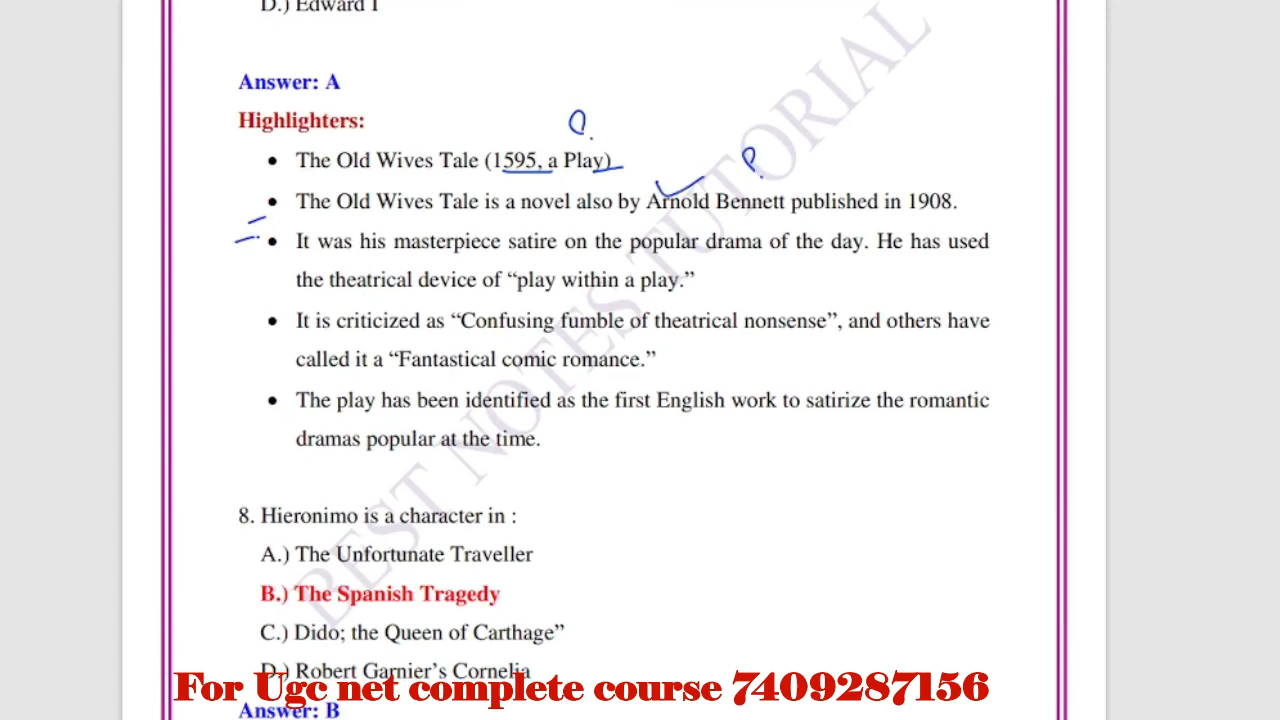 D.) Edward I
Answer: A
Highlighters:
• The Old Wives Tale (1595, a Play)
• The Old Wives Tale is a novel also by Arnold Bennett published in 1908.
• It was his masterpiece satire on the popular drama of the day. He has used
the theatrical device of “play within a play.”
• It is criticized as “Confusing fumble of theatrical nonsense”, and others have
called it a “Fantastical comic romance.”
• The play has been identified as the first English work to satirize the romantic
dramas popular at the time.
8. Hieronimo is a character in :
A.) The Unfortunate Traveller
B.) The Spanish Tragedy
C.) Dido; the Queen of Carthage”
D.) Robert Garnier’s Cornelia
For Ugc net complete course 7409287156
Answer: B
BEST NOTES TUTORIAL